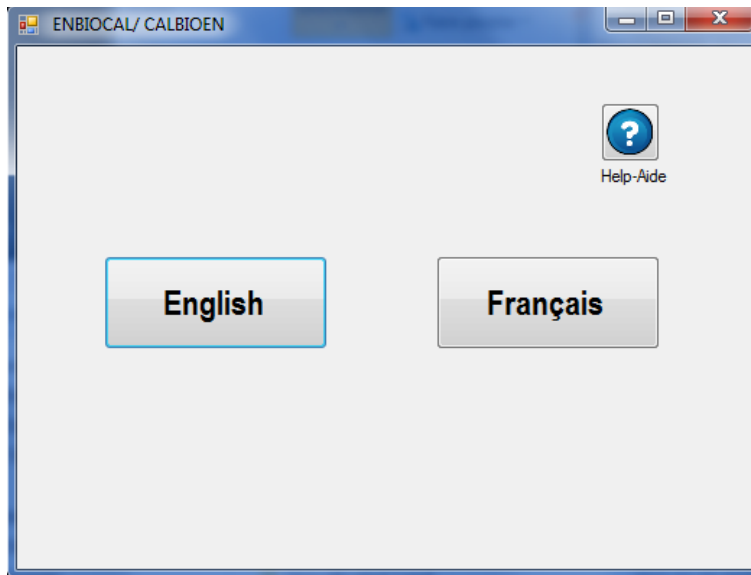 ENBIOCAL/ CALBIOEN
?
Help-Aide
English
Français